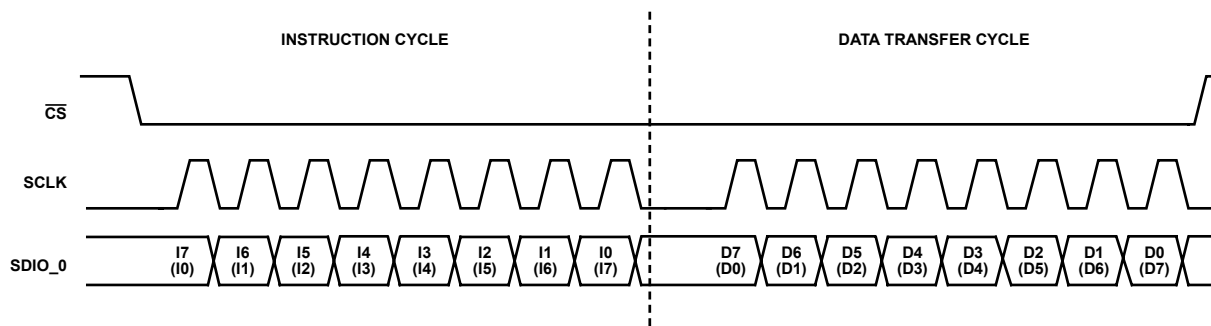 INSTRUCTION CYCLE DATA TRANSFER CYCLE
CS
SCLK
SDIO_0 I7 I6 I5 I4 I3 I2 I1 I0 D7 D6 D5 D4 D3 D2 D1 D0
(I0) (I1) (I2) (I3) (I4) (I5) (I6) (I7) (D0) (D1) (D2) (D3) (D4) (D5) (D6) (D7)